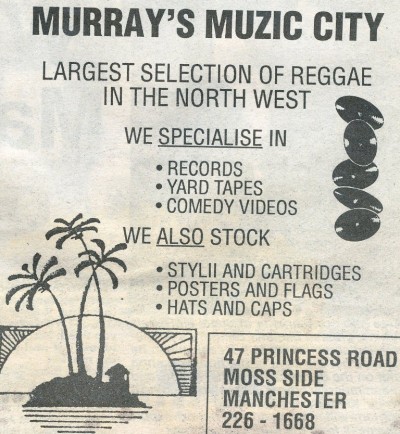 MURRAY'S MUZIC CITY
LARGEST SELECTION OF REGGAE
IN THE NORTH WEST
WE SPECIALISE IN
• RECORDS
• YARD TAPES
• COMEDY VIDEOS
WE ALSO STOCK
• STYLII AND CARTRIDGES
• POSTERS AND FLAGS
• HATS AND CAPS
47 PRINCESS ROAD
MOSS SIDE
MANCHESTER
226 - 1668